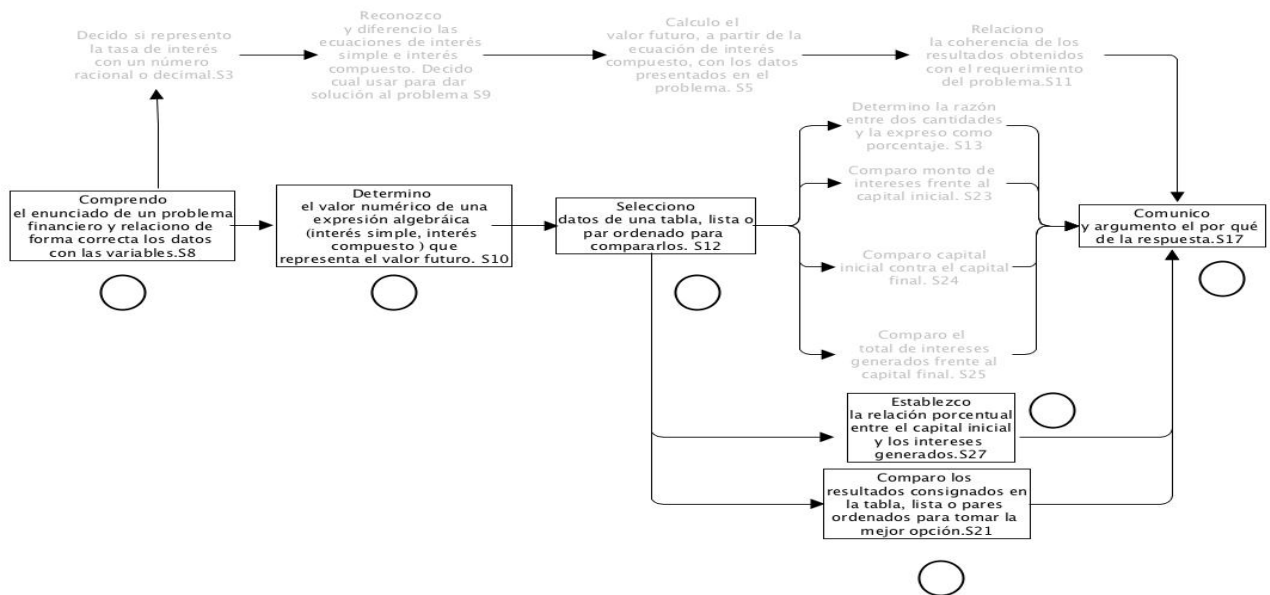 Decido si represento
la tasa de interés
con un número
racional o decimal.S3
Reconozco
y diferencio las
ecuaciones de interés
simple e interés
compuesto. Decido
cual usar para dar
solución al problema S9
Calculo el
valor futuro, a partir de la
ecuación de interés
compuesto, con los datos
presentados en el
problema. S5
Relaciono
la coherencia de los
resultados obtenidos
con el requerimiento
del problema.S11
Comprendo
el enunciado de un problema
financiero y relaciono de
forma correcta los datos
con las variables.S8
Determino
el valor numérico de una
expresión algebráica
(interés simple, interés
compuesto ) que
representa el valor futuro. S10
Selecciono
datos de una tabla, lista o
par ordenado para
compararlos. S12
Determino la razón
entre dos cantidades
y la expreso como
porcentaje. S13
Comparo monto de
intereses frente al
capital inicial. S23
Comparo capital
inicial contra el capital
final. S24
Comparo el
total de intereses
generados frente al
capital final. S25
Establezco
la relación porcentual
entre el capital inicial
y los intereses
generados.S27
Comparo los
resultados consignados en
la tabla, lista o pares
ordenados para tomar la
mejor opción.S21
Comunico
y argumento el por qué
de la respuesta.S17